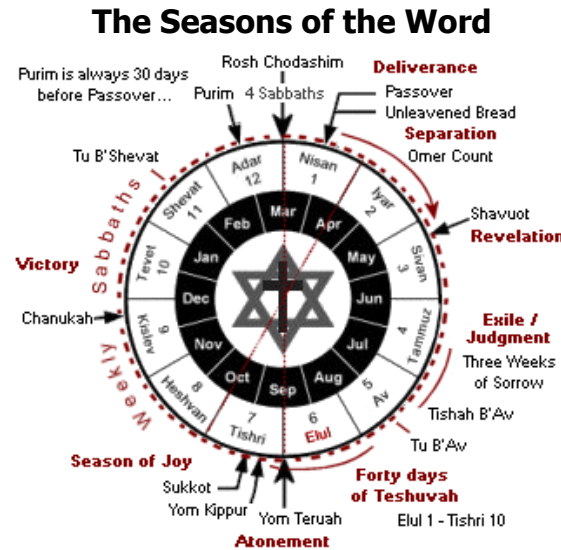 The Seasons of the Word
Rosh Chodashim
Purim is always 30 days
before Passover...
Purim
4 Sabbaths
Deliverance
Passover
Unleavened Bread
Separation
Omer Count
Tu B'Shevat
Shavuot
Revelation
Weekly Sabbaths
Victory
Chanukah
Exile /
Judgment
Three Weeks
of Sorrow
Tishah B'Av
Tu B'Av
Season of Joy
Sukkot
Yom Kippur
Yom Teruah
Atonement
Forty days
of Teshuvah
Elul 1 - Tishri 10
Nisan
1
Iyar
2
Sivan
3
Tammuz
4
Av
5
Elul
6
Tishri
7
Heshvan
8
Kislev
9
Tevet
10
Shevat
11
Adar
12
Mar
Apr
May
Jun
Jul
Aug
Sep
Oct
Nov
Dec
Jan
Feb